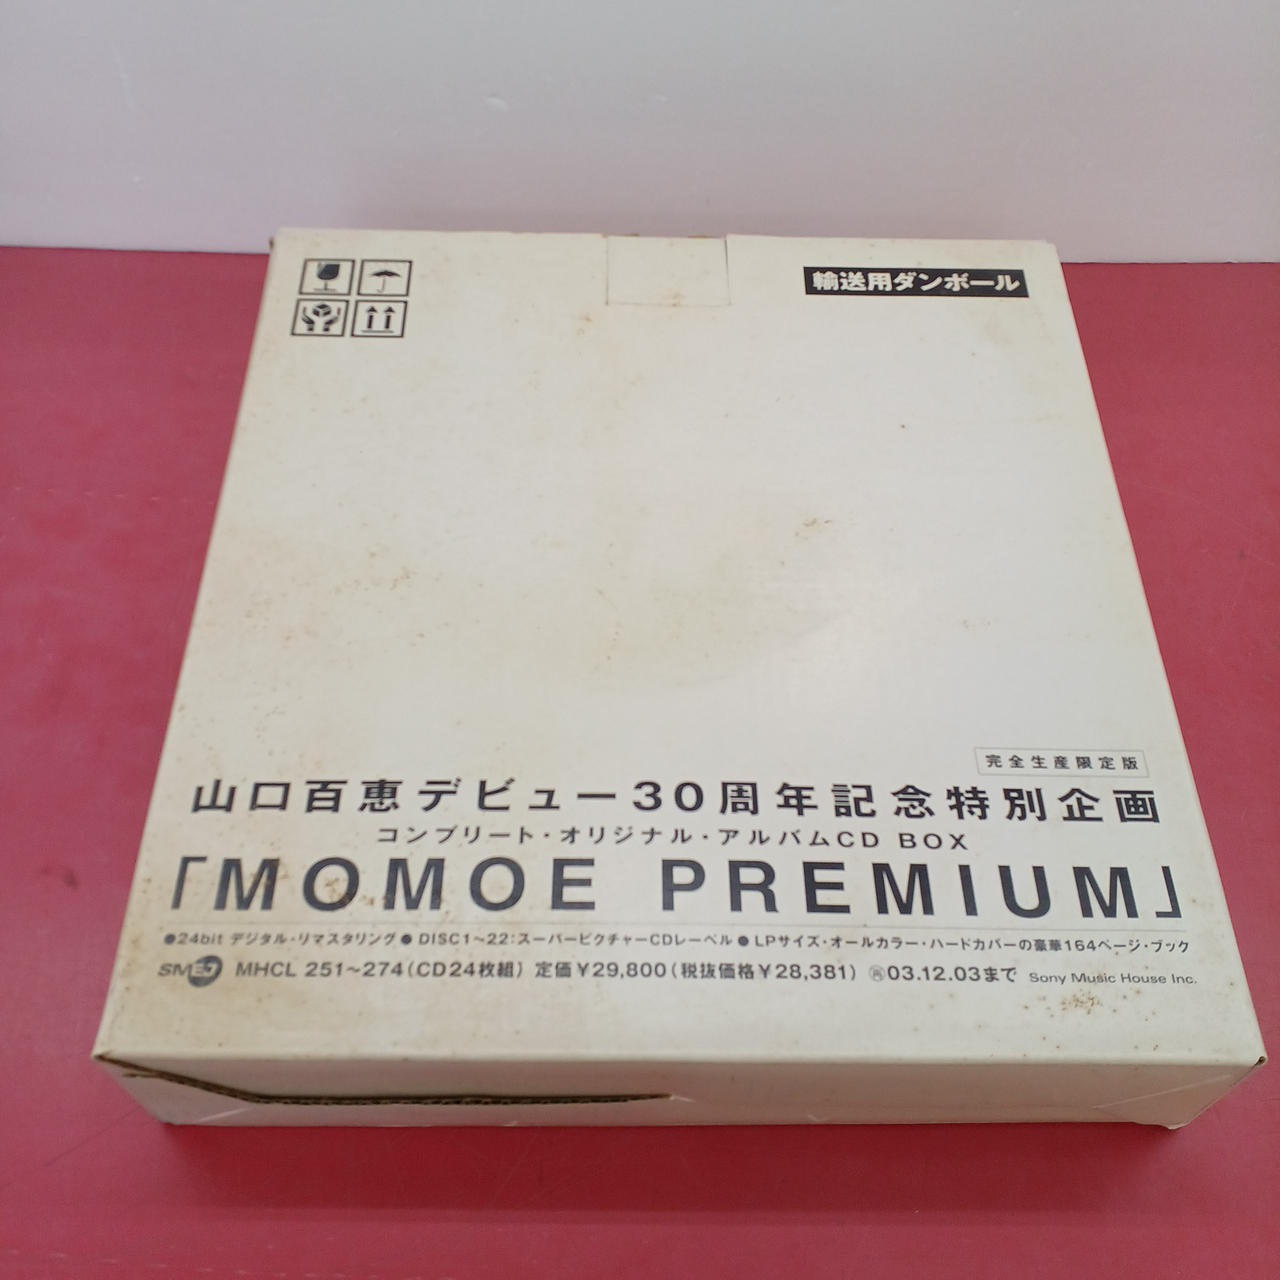 輸送用ダンボール
完全生産限定版
山口百恵デビュー30周年記念特別企画
コンプリート・オリジナル・アルバムCD BOX
「MOMOE PREMIUM」
●24bit デジタル・リマスタリング● DISC1~22:スーパーピクチャーCDレーベル● LPサイズ・オールカラー・ハードカバーの豪華164ページ・ブック
SME MHCL 251~274(CD24枚組) 定価¥29,800(税抜価格¥28,381) Ⓡ03.12.03まで Sony Music House Inc.